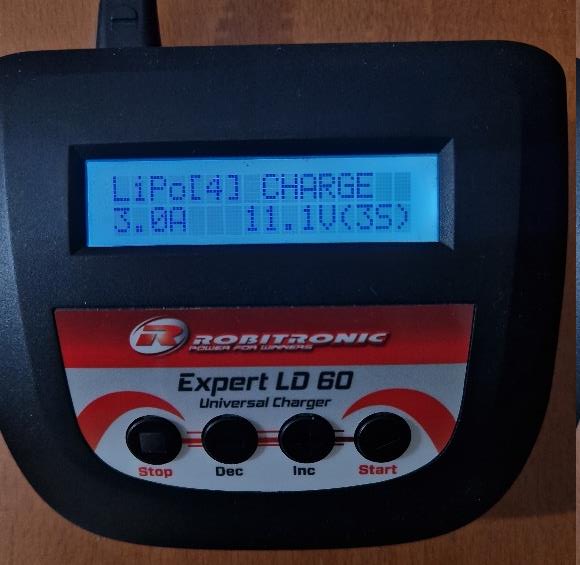 LiPo[4] CHARGE
3.0A 11.1V(3S)
ROBITRONIC
POWER FOR WINNERS
Expert LD 60
Universal Charger
Stop Dec Inc Start